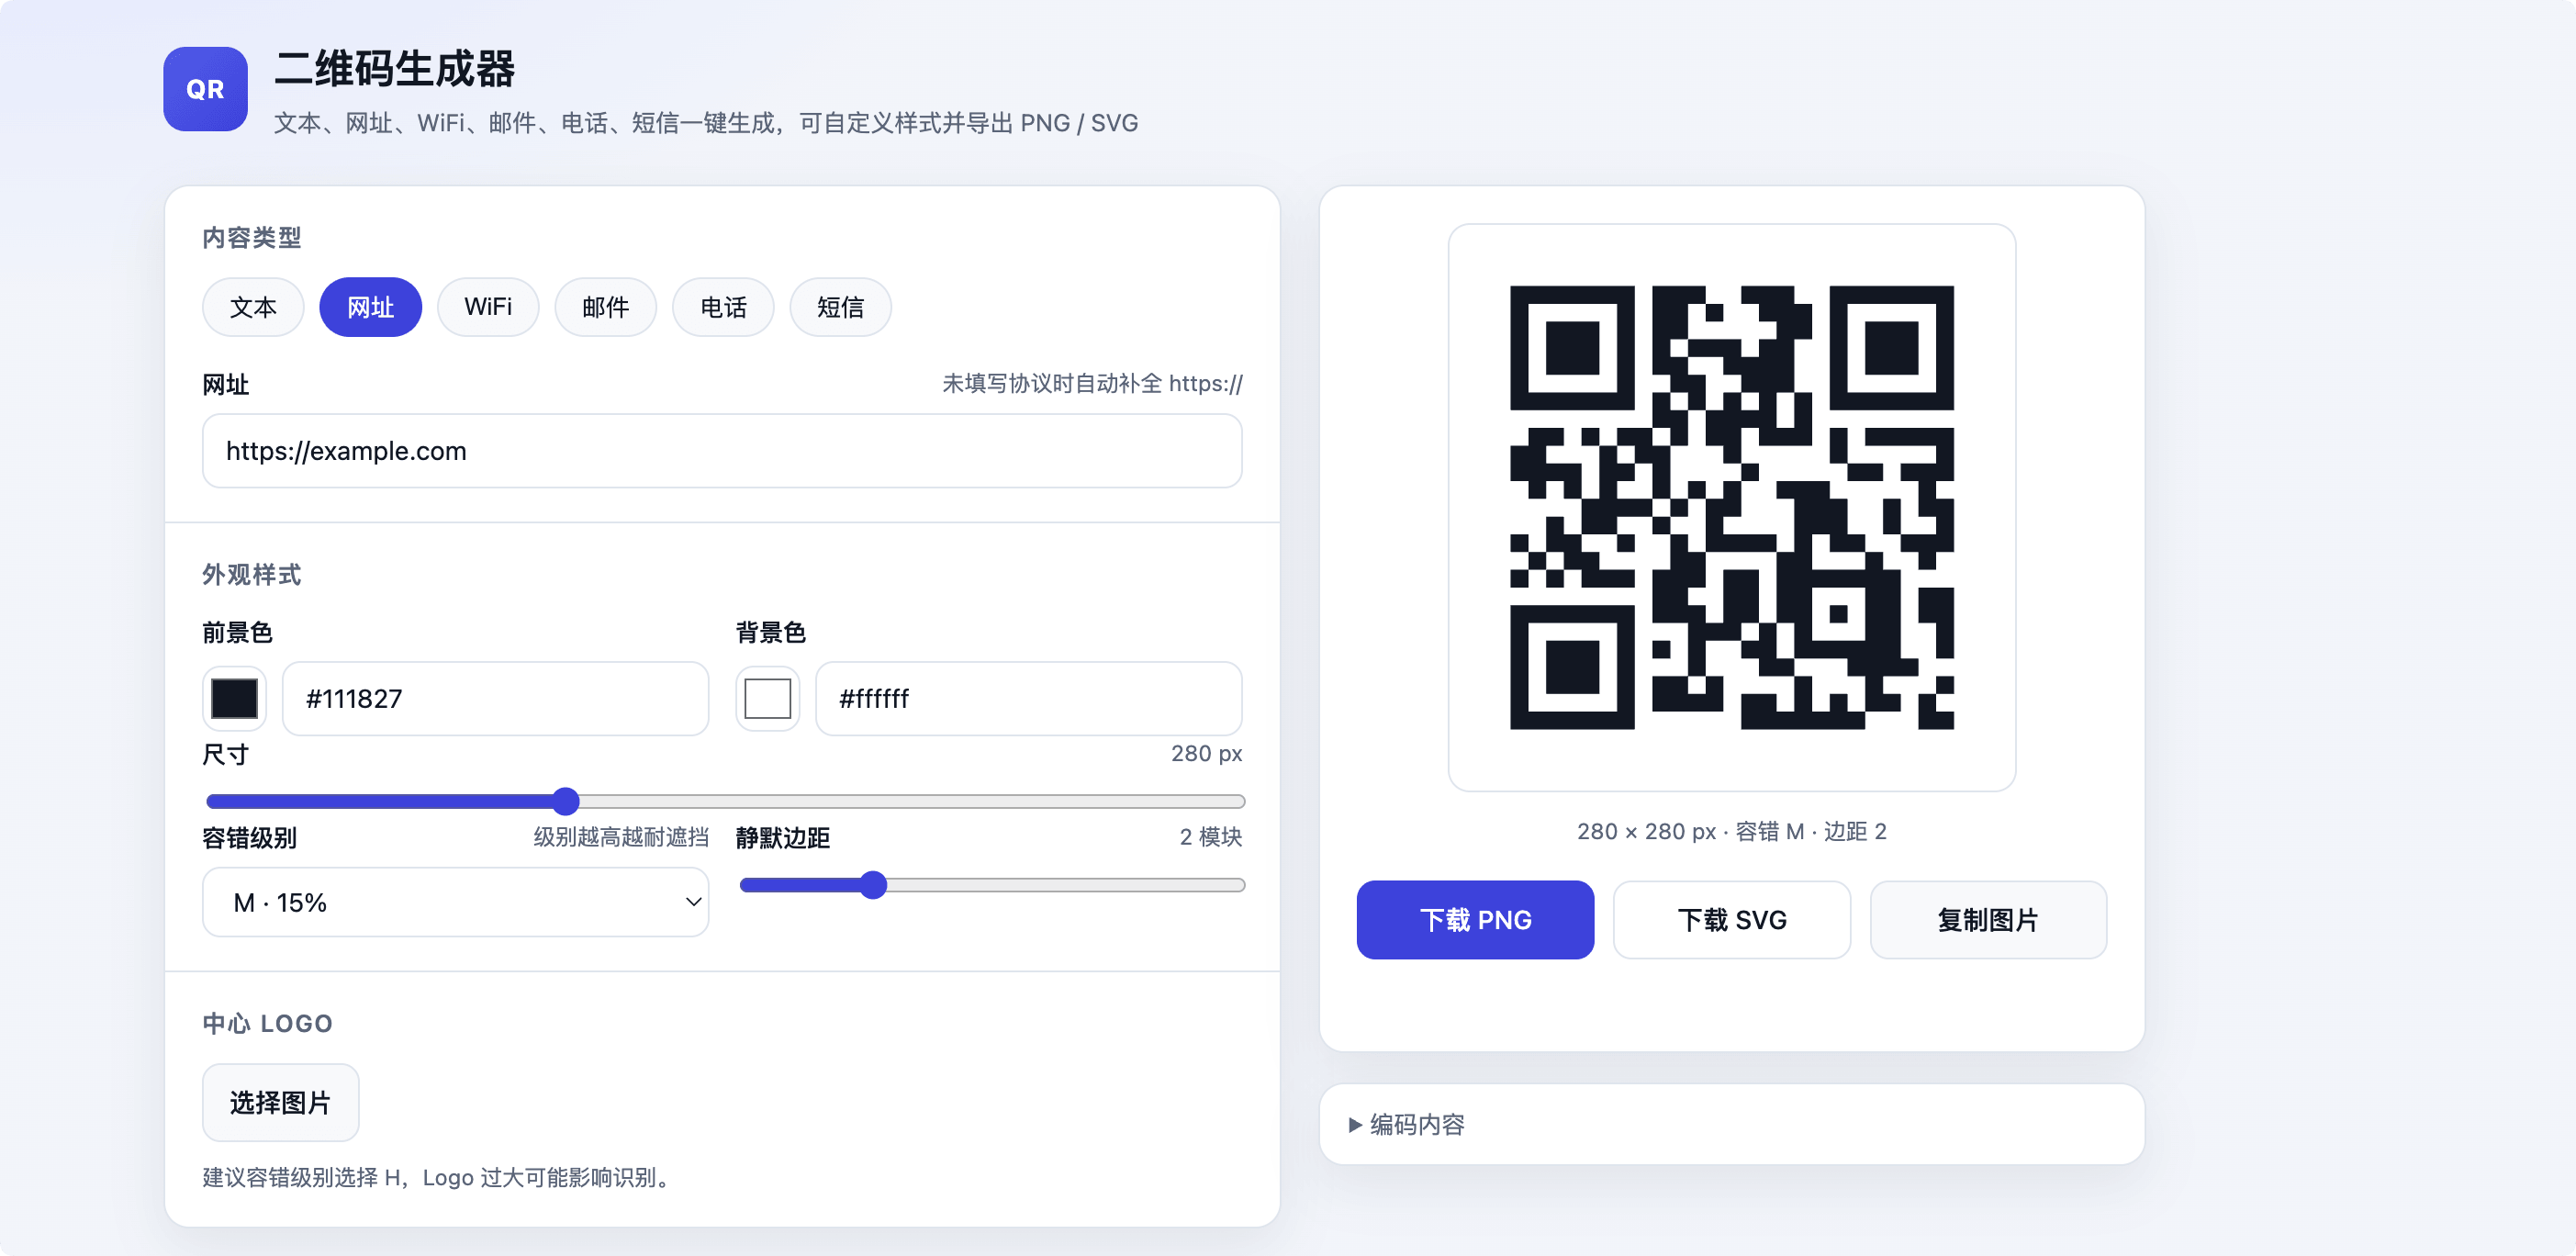 QR
二维码生成器
文本、网址、WiFi、邮件、电话、短信一键生成，可自定义样式并导出 PNG / SVG
内容类型
文本 网址 WiFi 邮件 电话 短信
网址 未填写协议时自动补全 https://
https://example.com
外观样式
前景色 背景色
#111827 #ffffff
尺寸 280 px
容错级别 级别越高越耐遮挡 静默边距 2 模块
M · 15%
中心 LOGO
选择图片
建议容错级别选择 H，Logo 过大可能影响识别。
280 × 280 px · 容错 M · 边距 2
下载 PNG 下载 SVG 复制图片
▶ 编码内容